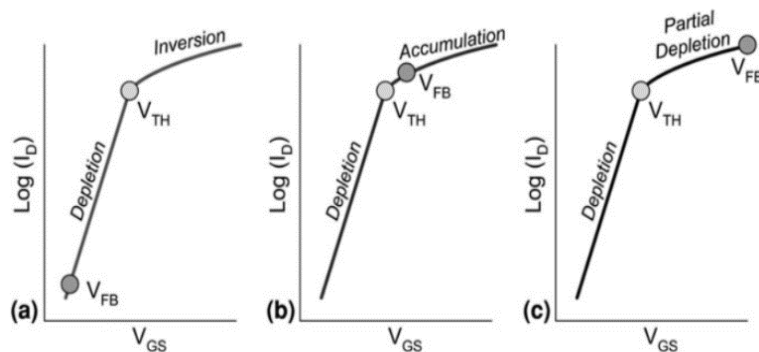 Log (I_D)
Depletion
Inversion
V_TH
V_FB
(a)
V_GS
Log (I_D)
Depletion
Accumulation
V_FB
V_TH
(b)
V_GS
Log (I_D)
Depletion
Partial
Depletion
V_FB
V_TH
(c)
V_GS